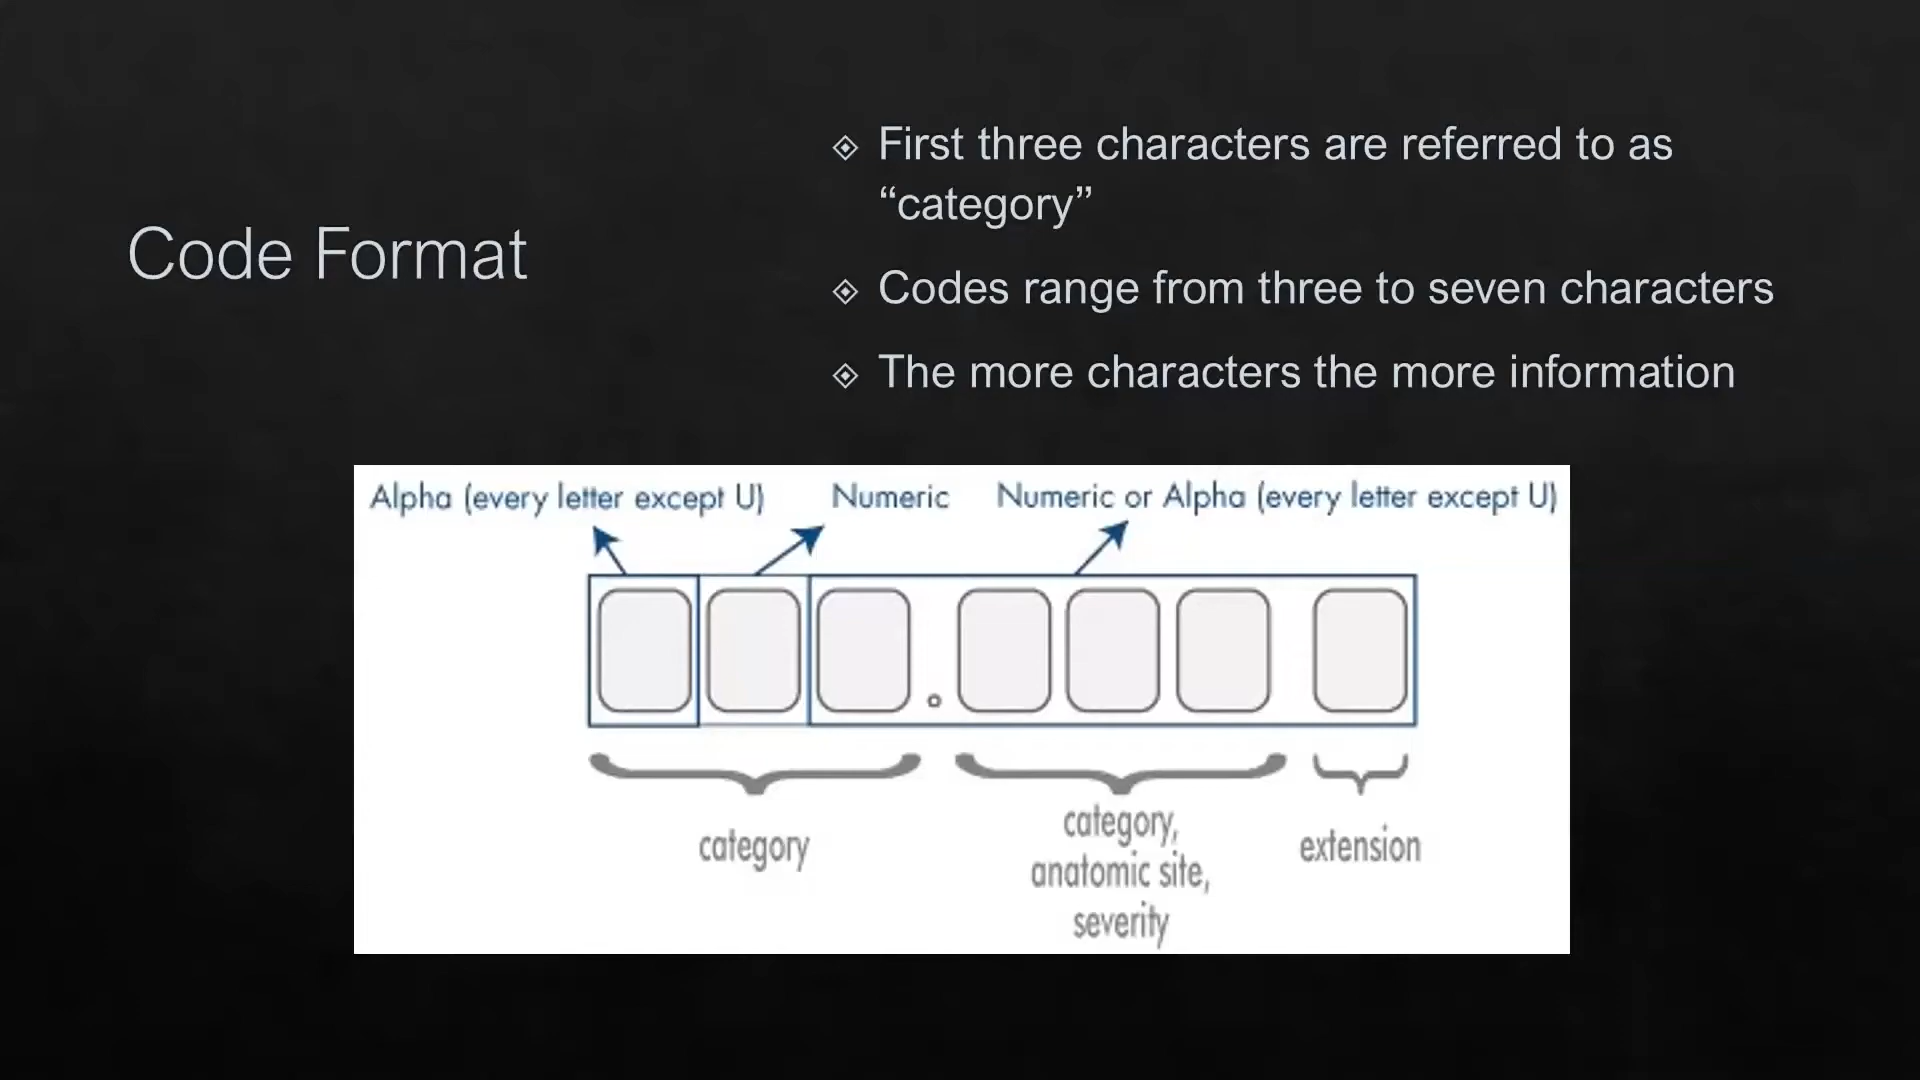 Code Format
First three characters are referred to as
“category”
Codes range from three to seven characters
The more characters the more information
Alpha (every letter except U)
Numeric
Numeric or Alpha (every letter except U)
.
category
category,
anatomic site,
severity
extension